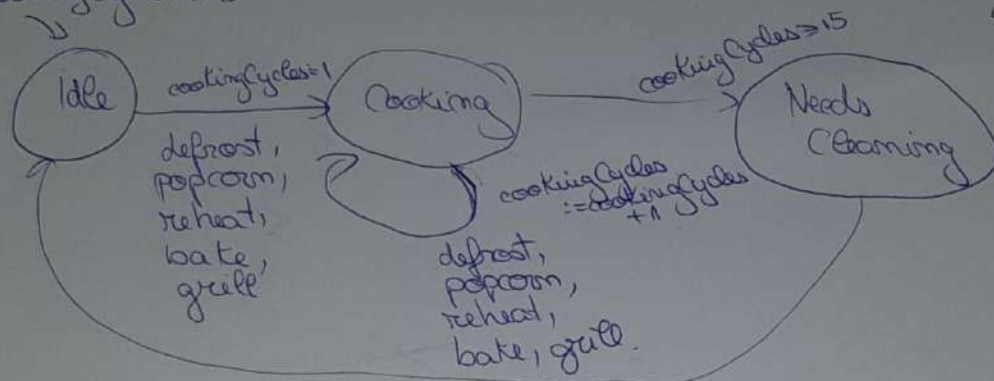 Idle
cookingCycles=1
defrost,
popcorn,
reheat,
bake,
grill
Cooking
cookingCycles
:=cookingCycles
+1
defrost,
popcorn,
reheat,
bake, grill.
cookingCycles≥15
Needs
Cleaning